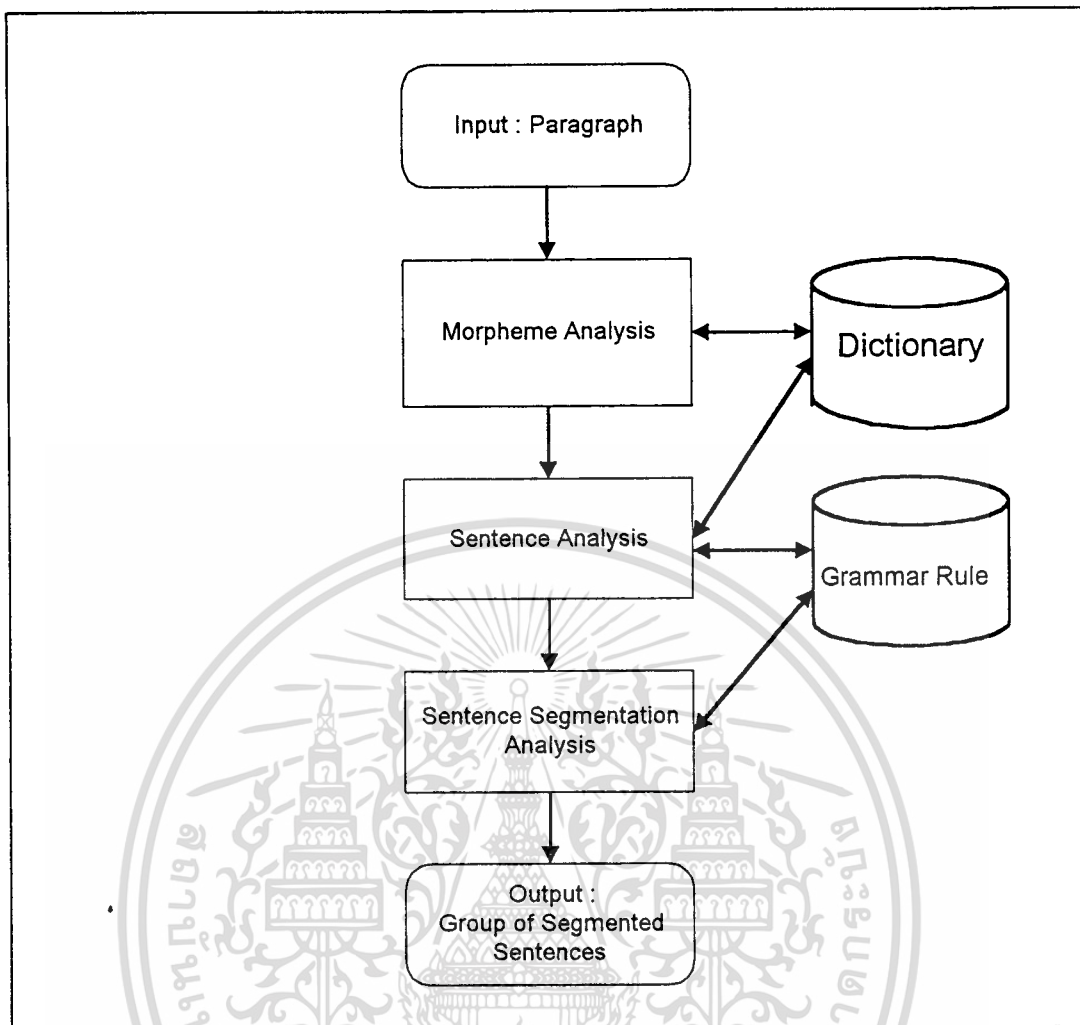 Input : Paragraph
Morpheme Analysis
Dictionary
Sentence Analysis
Grammar Rule
Sentence Segmentation
Analysis
Output :
Group of Segmented
Sentences